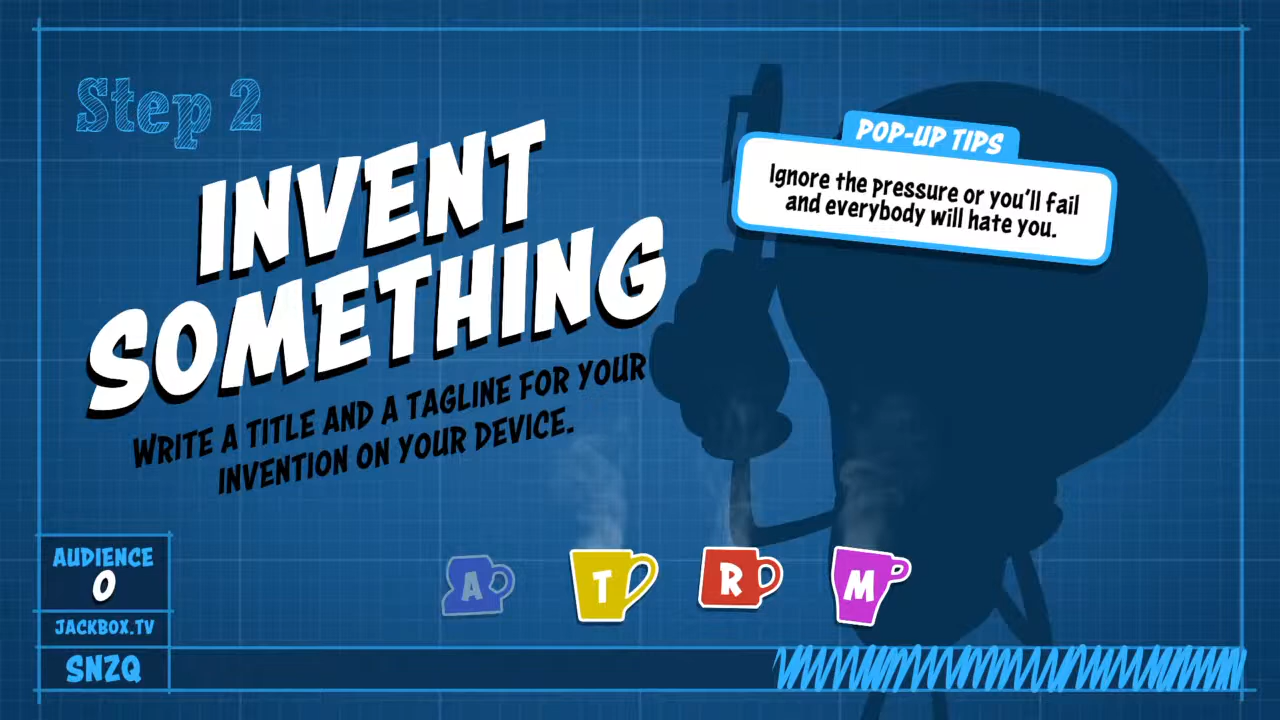 Step 2
INVENT
SOMETHING
WRITE A TITLE AND A TAGLINE FOR YOUR
INVENTION ON YOUR DEVICE.
POP-UP TIPS
Ignore the pressure or you'll fail
and everybody will hate you.
A T R M
AUDIENCE
0
JACKBOX.TV
SNZQ